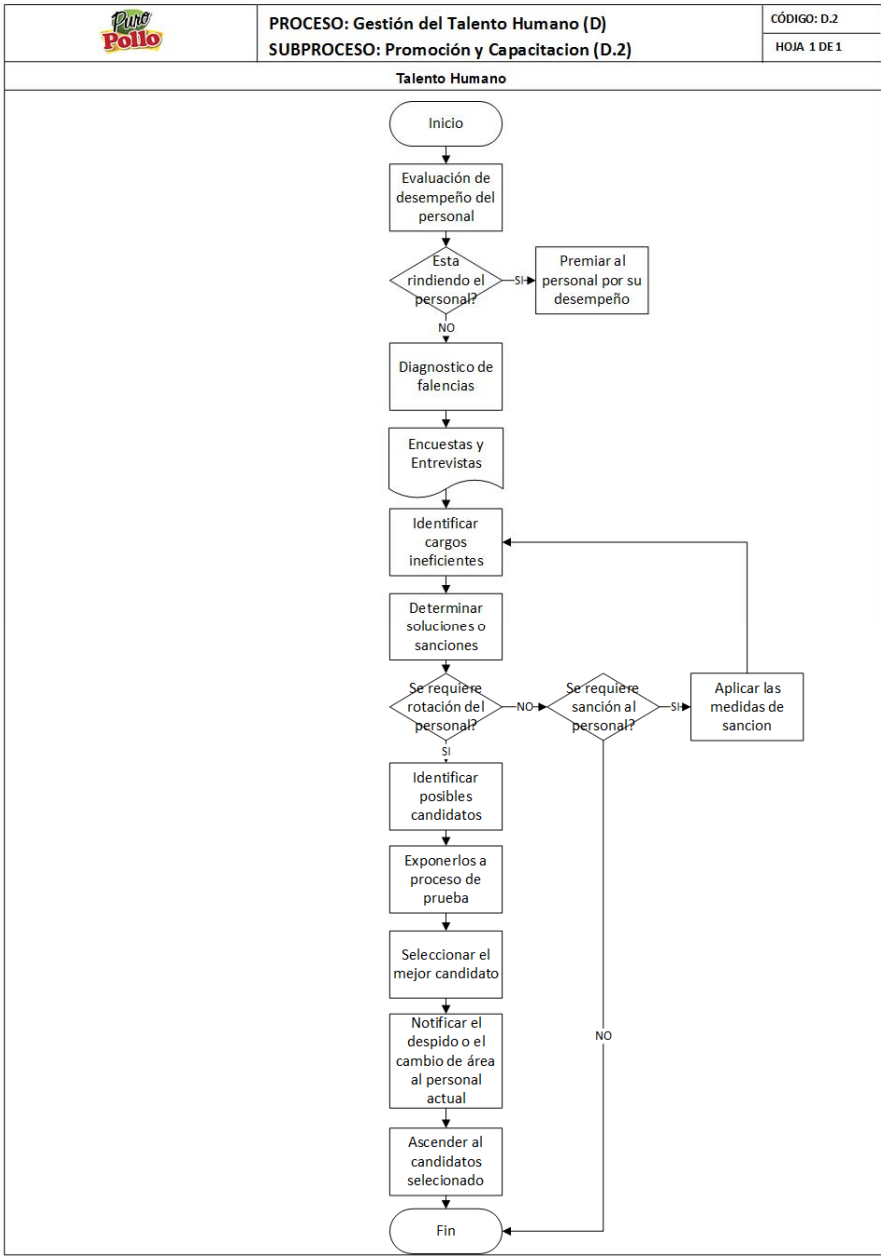 Puro
Pollo
PROCESO: Gestión del Talento Humano (D)
SUBPROCESO: Promoción y Capacitacion (D.2)
CÓDIGO: D.2
HOJA 1 DE 1
Talento Humano
Inicio
Evaluación de
desempeño del
personal
Esta
rindiendo el
personal?
SI
Premiar al
personal por su
desempeño
NO
Diagnostico de
falencias
Encuestas y
Entrevistas
Identificar
cargos
ineficientes
Determinar
soluciones o
sanciones
Se requiere
rotación del
personal?
NO
Se requiere
sanción al
personal?
SI
Aplicar las
medidas de
sancion
SI
Identificar
posibles
candidatos
Exponerlos a
proceso de
prueba
Seleccionar el
mejor candidato
Notificar el
despido o el
cambio de área
al personal
actual
NO
Ascender al
candidatos
selecionado
Fin